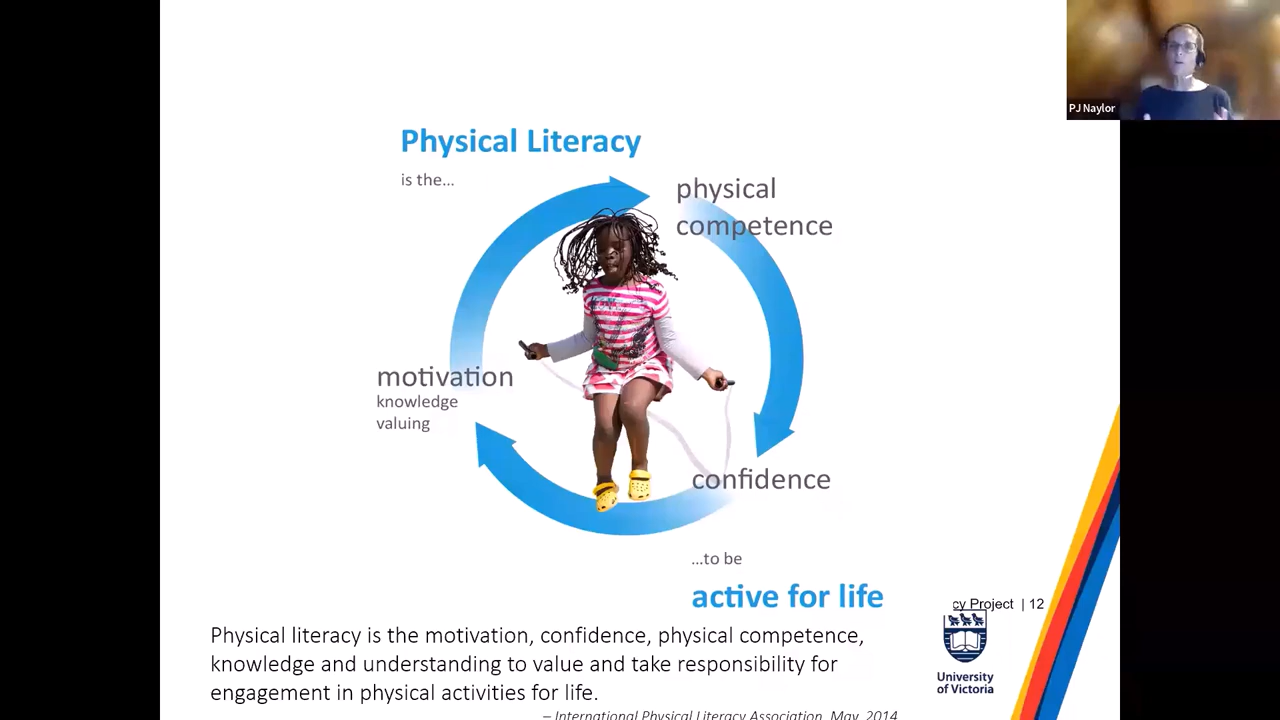 PJ Naylor
Physical Literacy
is the...
physical
competence
motivation
knowledge
valuing
confidence
...to be
active for life
cy Project | 12
Physical literacy is the motivation, confidence, physical competence,
knowledge and understanding to value and take responsibility for
engagement in physical activities for life.
– International Physical Literacy Association, May, 2014
University
of Victoria